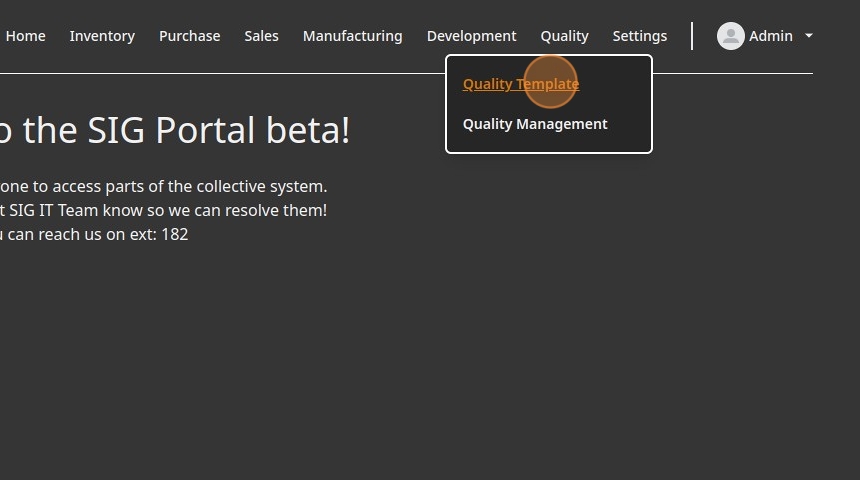 Home Inventory Purchase Sales Manufacturing Development Quality Settings Admin
Quality Template
Quality Management
o the SIG Portal beta!
one to access parts of the collective system.
t SIG IT Team know so we can resolve them!
u can reach us on ext: 182